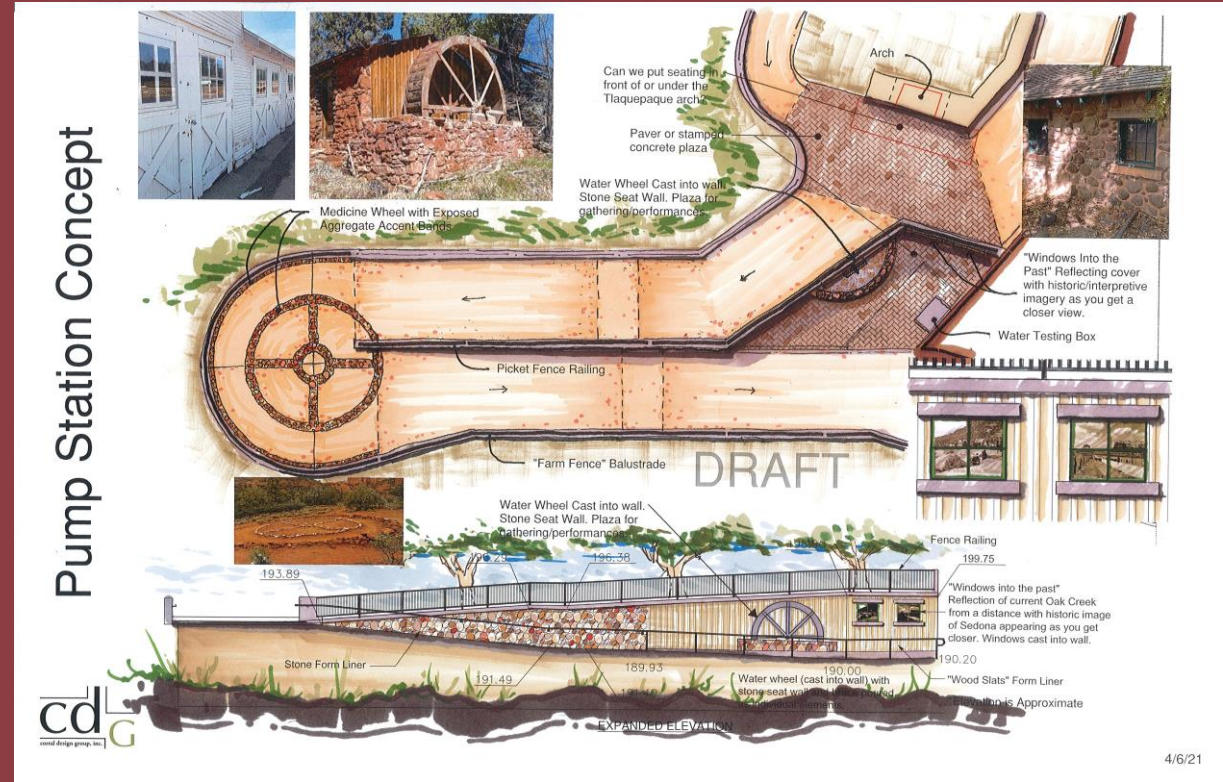 Pump Station Concept
Arch
Can we put seating in
front of or under the
Tlaquepaque arch?
Paver or stamped
concrete plaza
Water Wheel Cast into wall.
Stone Seat Wall. Plaza for
gathering/performances.
Medicine Wheel with Exposed
Aggregate Accent Bands
"Windows Into the
Past" Reflecting cover
with historic/interpretive
imagery as you get a
closer view.
Water Testing Box
Picket Fence Railing
"Farm Fence" Balustrade
DRAFT
Water Wheel Cast into wall.
Stone Seat Wall. Plaza for
gathering/performances.
Fence Railing
199.75
196.38
193.89
"Windows into the past"
Reflection of current Oak Creek
from a distance with historic image
of Sedona appearing as you get
closer. Windows cast into wall.
Stone Form Liner
189.93
190.00
190.20
191.49
Water wheel (cast into wall) with
stone seat wall and
individual elements.
"Wood Slats" Form Liner
Elevation is Approximate
EXPANDED ELEVATION
cdG
corral design group, inc.
4/6/21